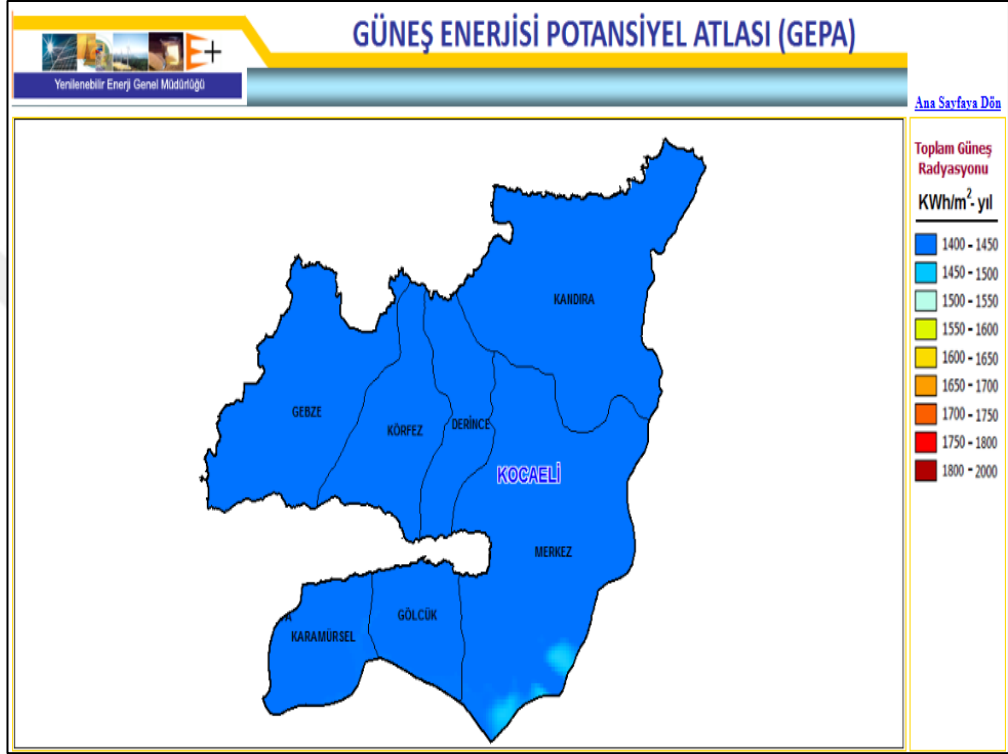 GÜNEŞ ENERJİSİ POTANSİYEL ATLASI (GEPA)
E+
Yenilenebilir Enerji Genel Müdürlüğü
Ana Sayfaya Dön
Toplam Güneş
Radyasyonu
KWh/m²- yıl
1400 - 1450
1450 - 1500
1500 - 1550
1550 - 1600
1600 - 1650
1650 - 1700
1700 - 1750
1750 - 1800
1800 - 2000
KANDIRA
GEBZE
KÖRFEZ
DERİNCE
KOCAELİ
MERKEZ
GÖLCÜK
A
KARAMÜRSEL